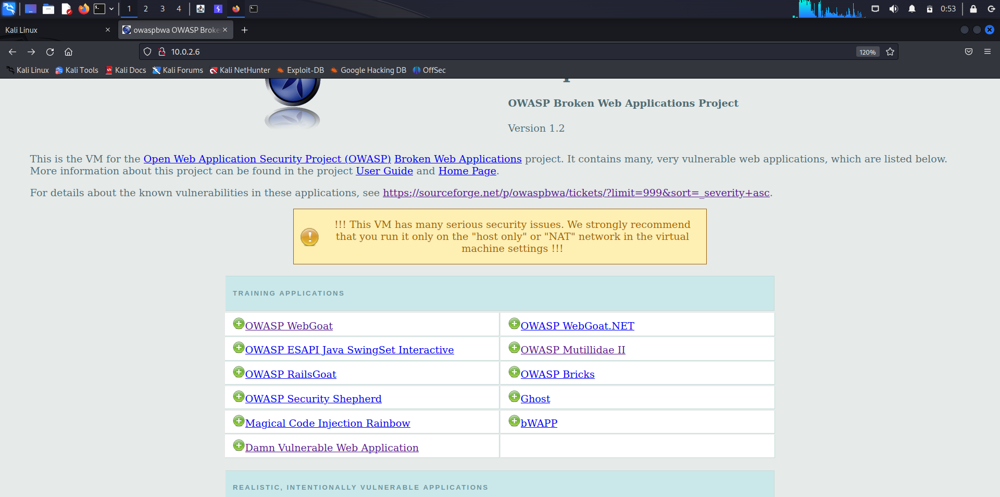 1 2 3 4 0:53
Kali Linux owaspbwa OWASP Broke
10.0.2.6 120%
Kali Linux Kali Tools Kali Docs Kali Forums Kali NetHunter Exploit-DB Google Hacking DB OffSec
OWASP Broken Web Applications Project
Version 1.2
This is the VM for the Open Web Application Security Project (OWASP) Broken Web Applications project. It contains many, very vulnerable web applications, which are listed below.
More information about this project can be found in the project User Guide and Home Page.
For details about the known vulnerabilities in these applications, see https://sourceforge.net/p/owaspbwa/tickets/?limit=999&sort=_severity+asc.
!!! This VM has many serious security issues. We strongly recommend
that you run it only on the "host only" or "NAT" network in the virtual
machine settings !!!
TRAINING APPLICATIONS
OWASP WebGoat OWASP WebGoat.NET
OWASP ESAPI Java SwingSet Interactive OWASP Mutillidae II
OWASP RailsGoat OWASP Bricks
OWASP Security Shepherd Ghost
Magical Code Injection Rainbow bWAPP
Damn Vulnerable Web Application
REALISTIC, INTENTIONALLY VULNERABLE APPLICATIONS